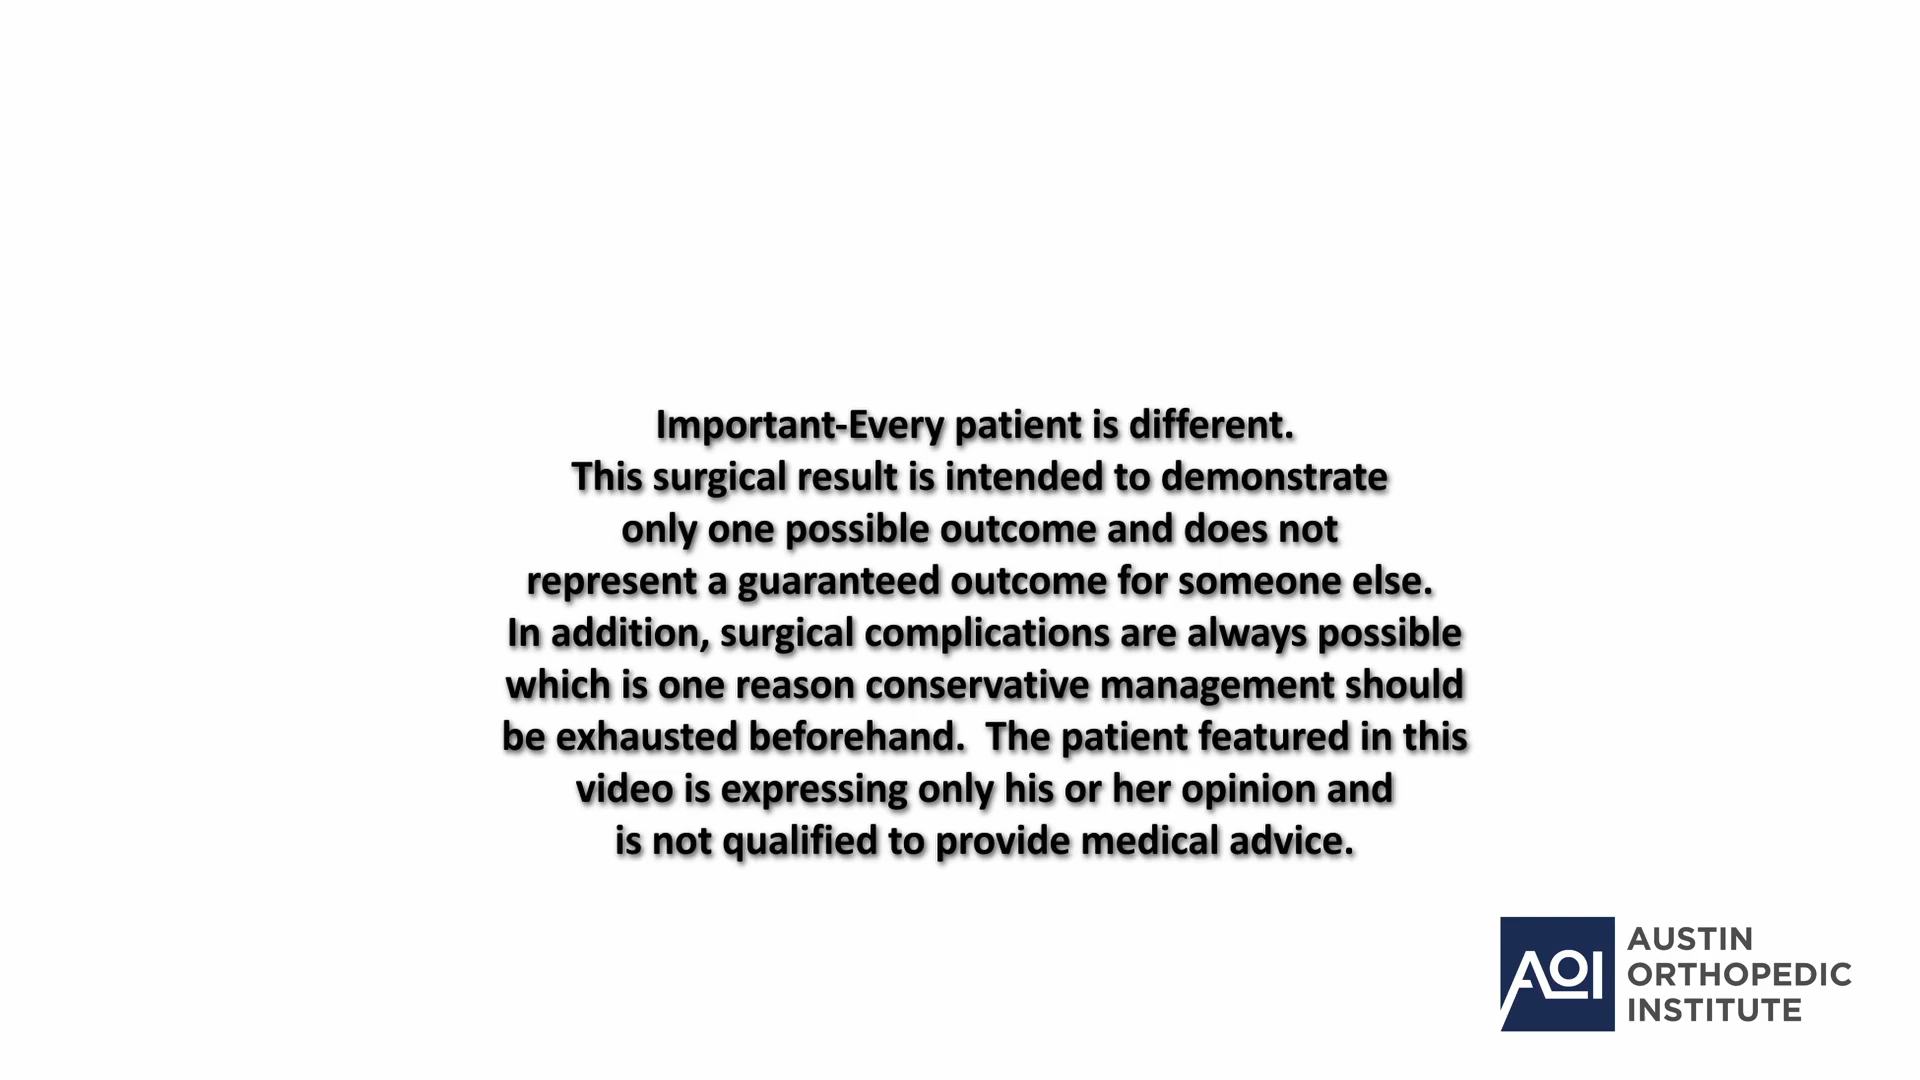 Important-Every patient is different.
This surgical result is intended to demonstrate
only one possible outcome and does not
represent a guaranteed outcome for someone else.
In addition, surgical complications are always possible
which is one reason conservative management should
be exhausted beforehand.  The patient featured in this
video is expressing only his or her opinion and
is not qualified to provide medical advice.
AOI
AUSTIN
ORTHOPEDIC
INSTITUTE